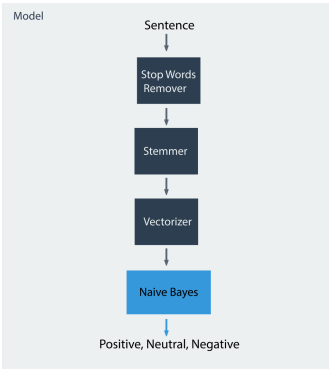 Model
Sentence
Stop Words
Remover
Stemmer
Vectorizer
Naive Bayes
Positive, Neutral, Negative